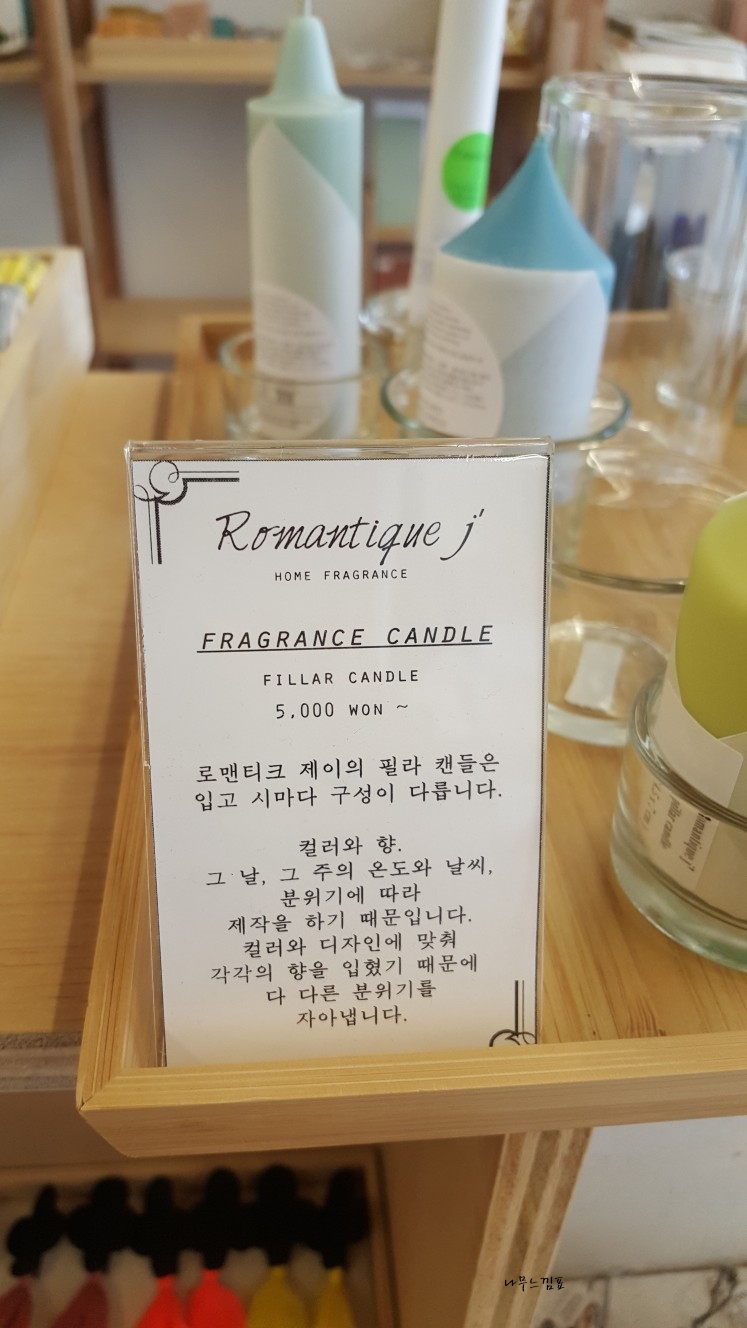 Romantique j'
HOME FRAGRANCE
FRAGRANCE CANDLE
FILLAR CANDLE
5,000 WON ~
로맨티크 제이의 필라 캔들은
입고 시마다 구성이 다릅니다.
컬러와 향.
그 날, 그 주의 온도와 날씨,
분위기에 따라
제작을 하기 때문입니다.
컬러와 디자인에 맞춰
각각의 향을 입혔기 때문에
다 다른 분위기를
자아냅니다.
Romantique j'
pillar candle
나무느낌표